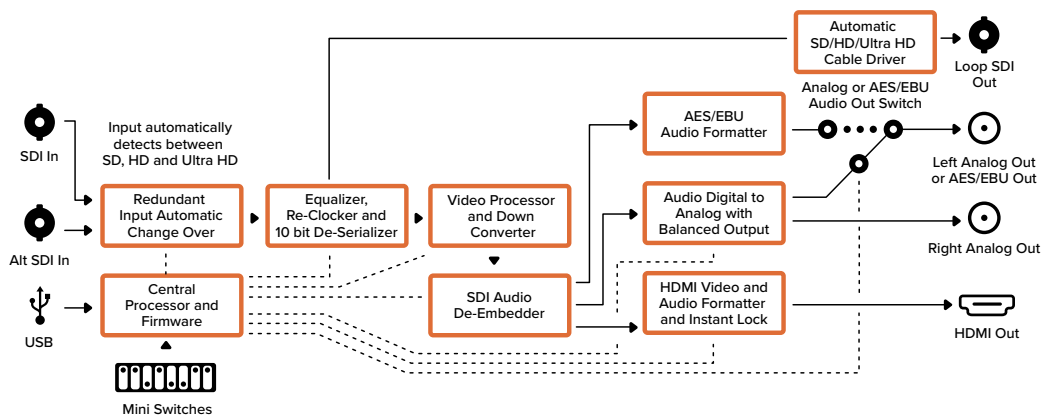 Automatic
SD/HD/Ultra HD
Cable Driver
Loop SDI
Out
Analog or AES/EBU
Audio Out Switch
SDI In
Input automatically
detects between
SD, HD and Ultra HD
AES/EBU
Audio Formatter
Left Analog Out
or AES/EBU Out
Alt SDI In
Redundant
Input Automatic
Change Over
Equalizer,
Re-Clocker and
10 bit De-Serializer
Video Processor
and Down
Converter
Audio Digital to
Analog with
Balanced Output
Right Analog Out
USB
Central
Processor and
Firmware
SDI Audio
De-Embedder
HDMI Video and
Audio Formatter
and Instant Lock
HDMI Out
Mini Switches